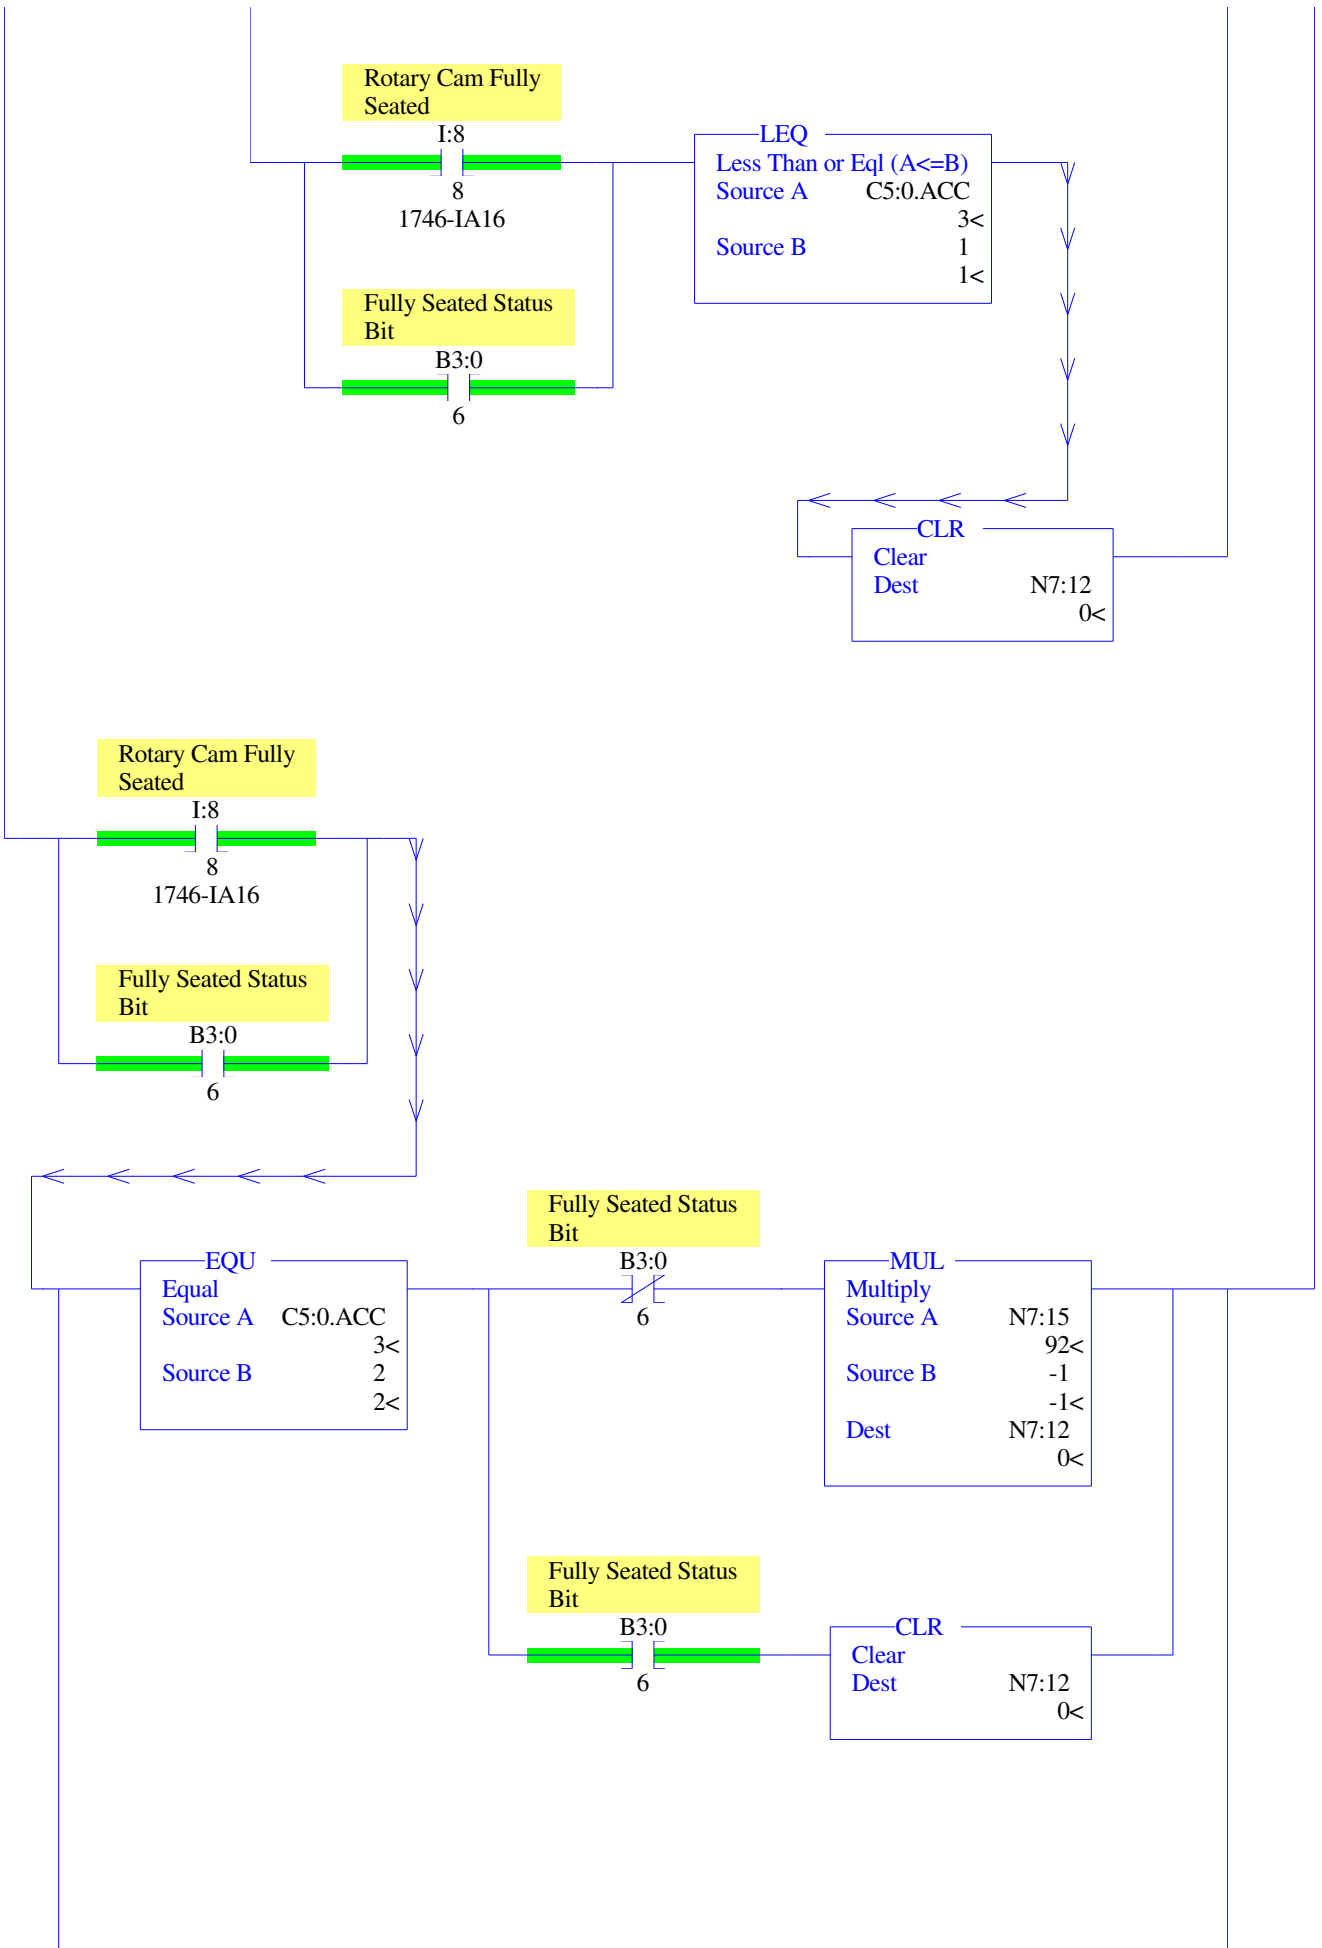 Rotary Cam Fully
Seated
I:8
8
1746-IA16
LEQ
Less Than or Eql (A<=B)
Source A C5:0.ACC
3<
Source B 1
1<
Fully Seated Status
Bit
B3:0
6
CLR
Clear
Dest N7:12
0<
Rotary Cam Fully
Seated
I:8
8
1746-IA16
Fully Seated Status
Bit
B3:0
6
EQU
Equal
Source A C5:0.ACC
3<
Source B 2
2<
Fully Seated Status
Bit
B3:0
6
MUL
Multiply
Source A N7:15
92<
Source B -1
-1<
Dest N7:12
0<
Fully Seated Status
Bit
B3:0
6
CLR
Clear
Dest N7:12
0<